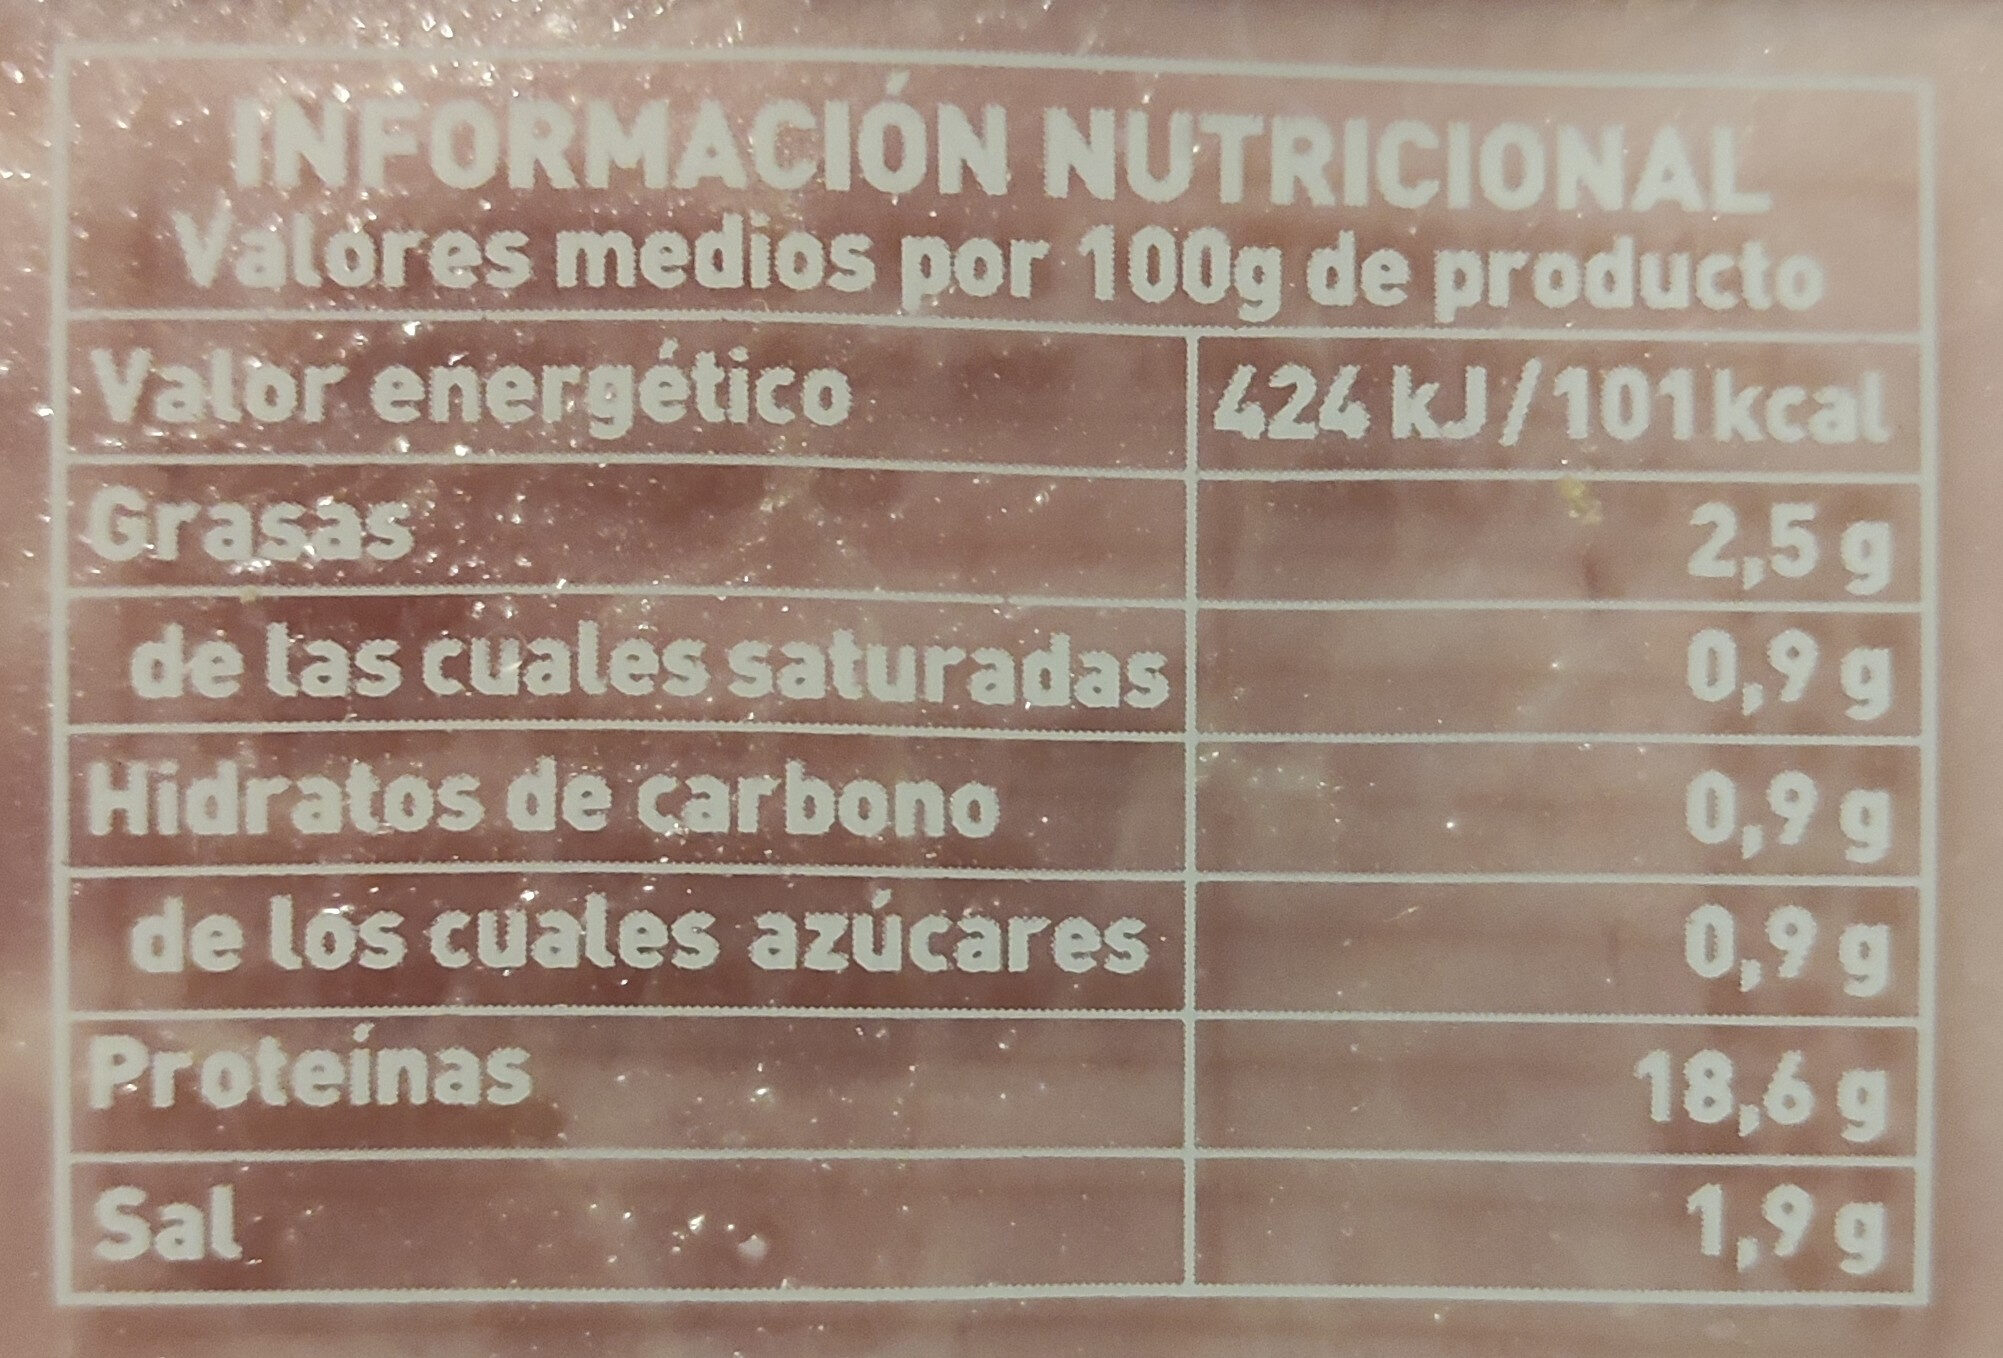 INFORMACIÓN NUTRICIONAL
Valores medios por 100g de producto
Valor energético 424 kJ/101kcal
Grasas 2,5 g
de las cuales saturadas 0,9 g
Hidratos de carbono 0,9 g
de los cuales azúcares 0,9 g
Proteínas 18,6 g
Sal 1,9 g